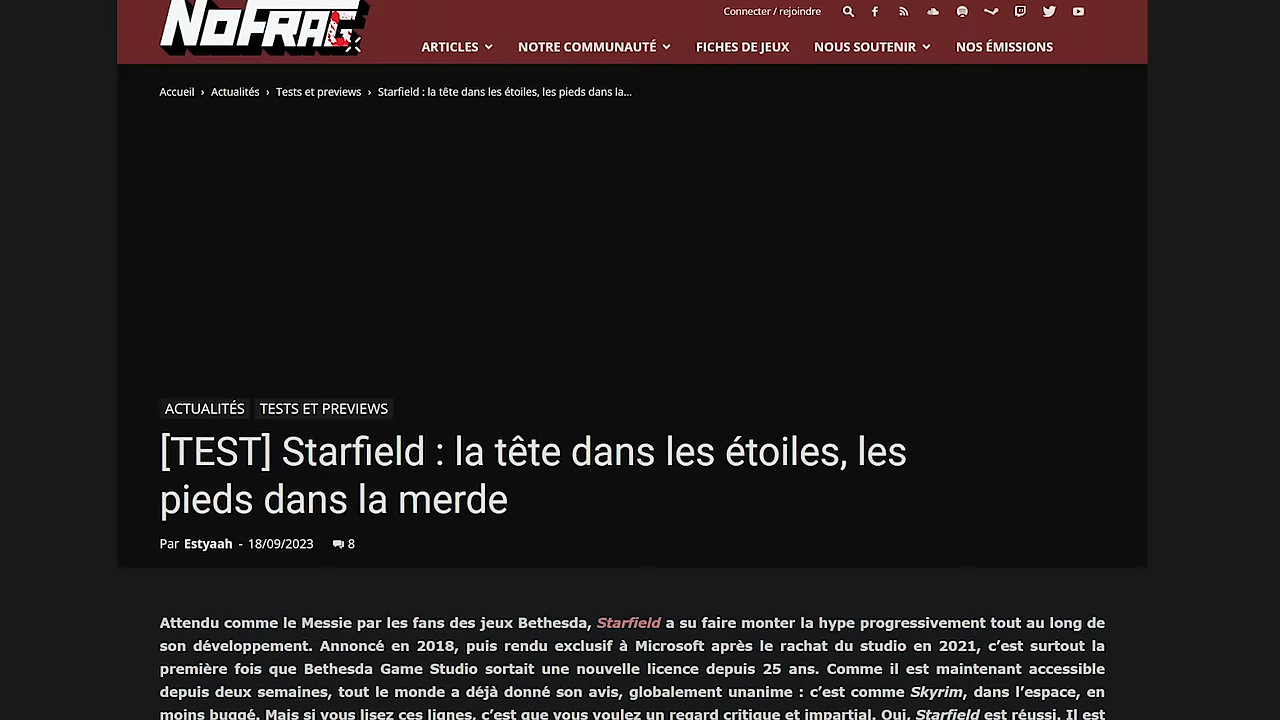 NOFRAG
Connecter / rejoindre
ARTICLES NOTRE COMMUNAUTÉ FICHES DE JEUX NOUS SOUTENIR NOS ÉMISSIONS
Accueil › Actualités › Tests et previews › Starfield : la tête dans les étoiles, les pieds dans la...
ACTUALITÉS TESTS ET PREVIEWS
[TEST] Starfield : la tête dans les étoiles, les
pieds dans la merde
Par Estyaah - 18/09/2023 8
Attendu comme le Messie par les fans des jeux Bethesda, Starfield a su faire monter la hype progressivement tout au long de
son développement. Annoncé en 2018, puis rendu exclusif à Microsoft après le rachat du studio en 2021, c’est surtout la
première fois que Bethesda Game Studio sortait une nouvelle licence depuis 25 ans. Comme il est maintenant accessible
depuis deux semaines, tout le monde a déjà donné son avis, globalement unanime : c’est comme Skyrim, dans l’espace, en
moins buggé. Mais si vous lisez ces lignes, c’est que vous voulez un regard critique et impartial. Oui, Starfield est réussi. Il est